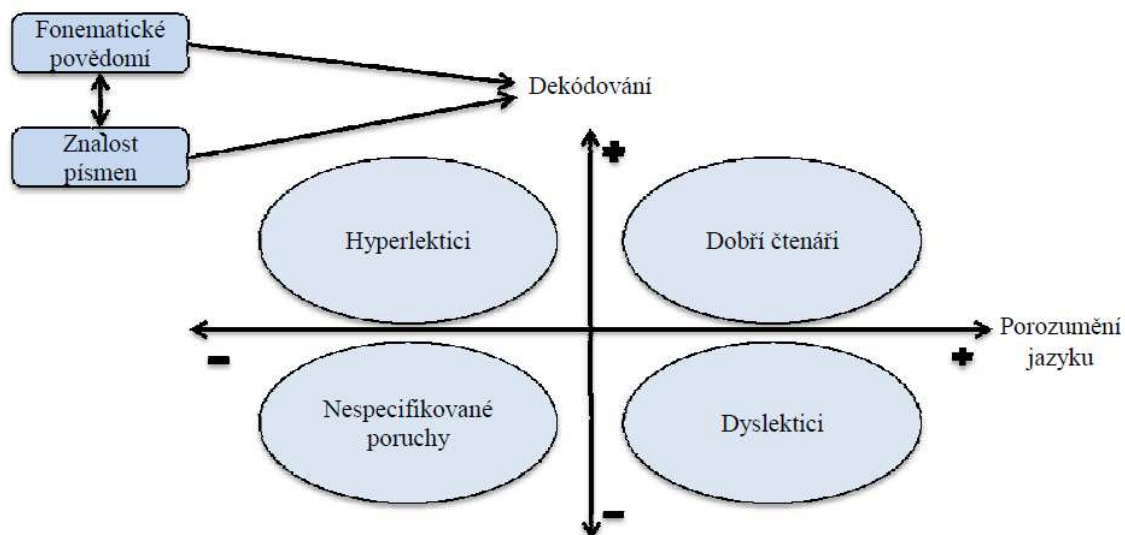 Fonematické
povědomí
Dekódování
Znalost
písmen
+
Hyperlektici
Dobří čtenáři
Porozumění
jazyku
-
+
Nespecifikované
poruchy
Dyslektici
-